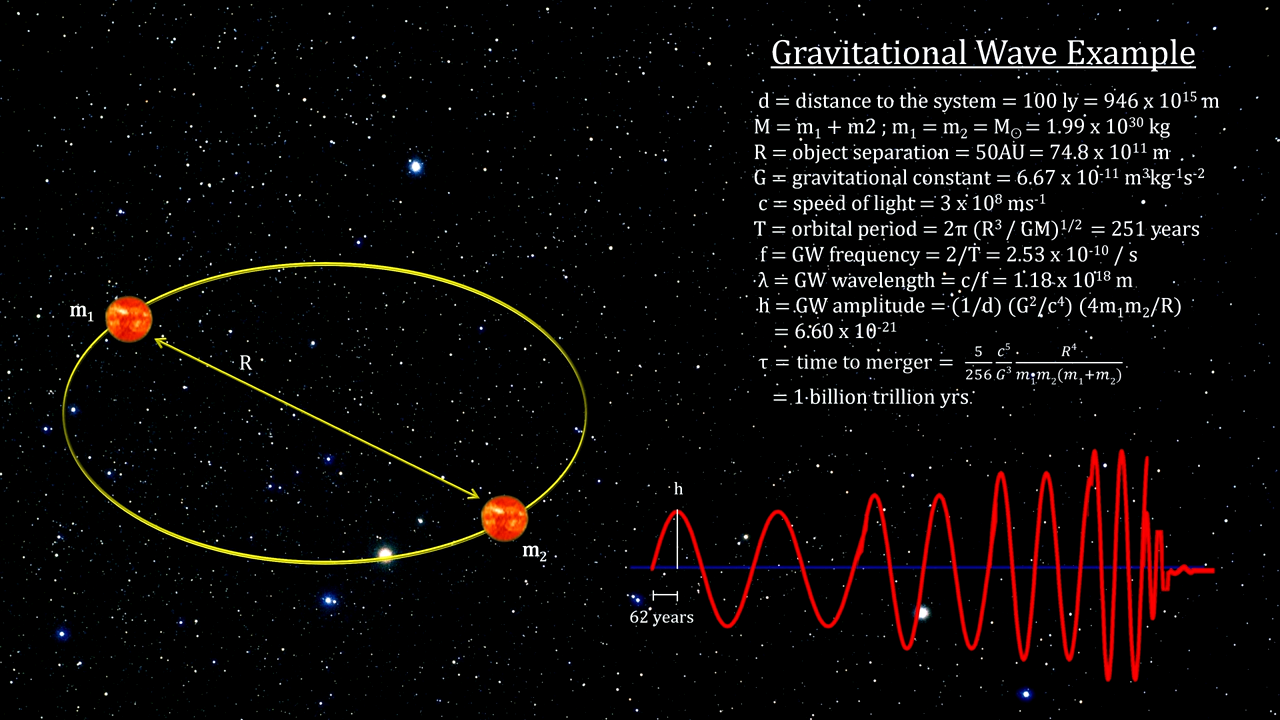 Gravitational Wave Example
d = distance to the system = 100 ly = 946 x 10¹⁵ m
M = m₁ + m2 ; m₁ = m₂ = M☉ = 1.99 x 10³⁰ kg
R = object separation = 50AU = 74.8 x 10¹¹ m
G = gravitational constant = 6.67 x 10⁻¹¹ m³kg⁻¹s⁻²
c = speed of light = 3 x 10⁸ ms⁻¹
T = orbital period = 2π (R³ / GM)¹/² = 251 years
f = GW frequency = 2/T = 2.53 x 10⁻¹⁰ / s
λ = GW wavelength = c/f = 1.18 x 10¹⁸ m
h = GW amplitude = (1/d) (G²/c⁴) (4m₁m₂/R)
= 6.60 x 10⁻²¹
τ = time to merger = 5/256 c⁵/G³ R⁴/m₁m₂(m₁+m₂)
= 1 billion trillion yrs
m₁
R
m₂
h
62 years